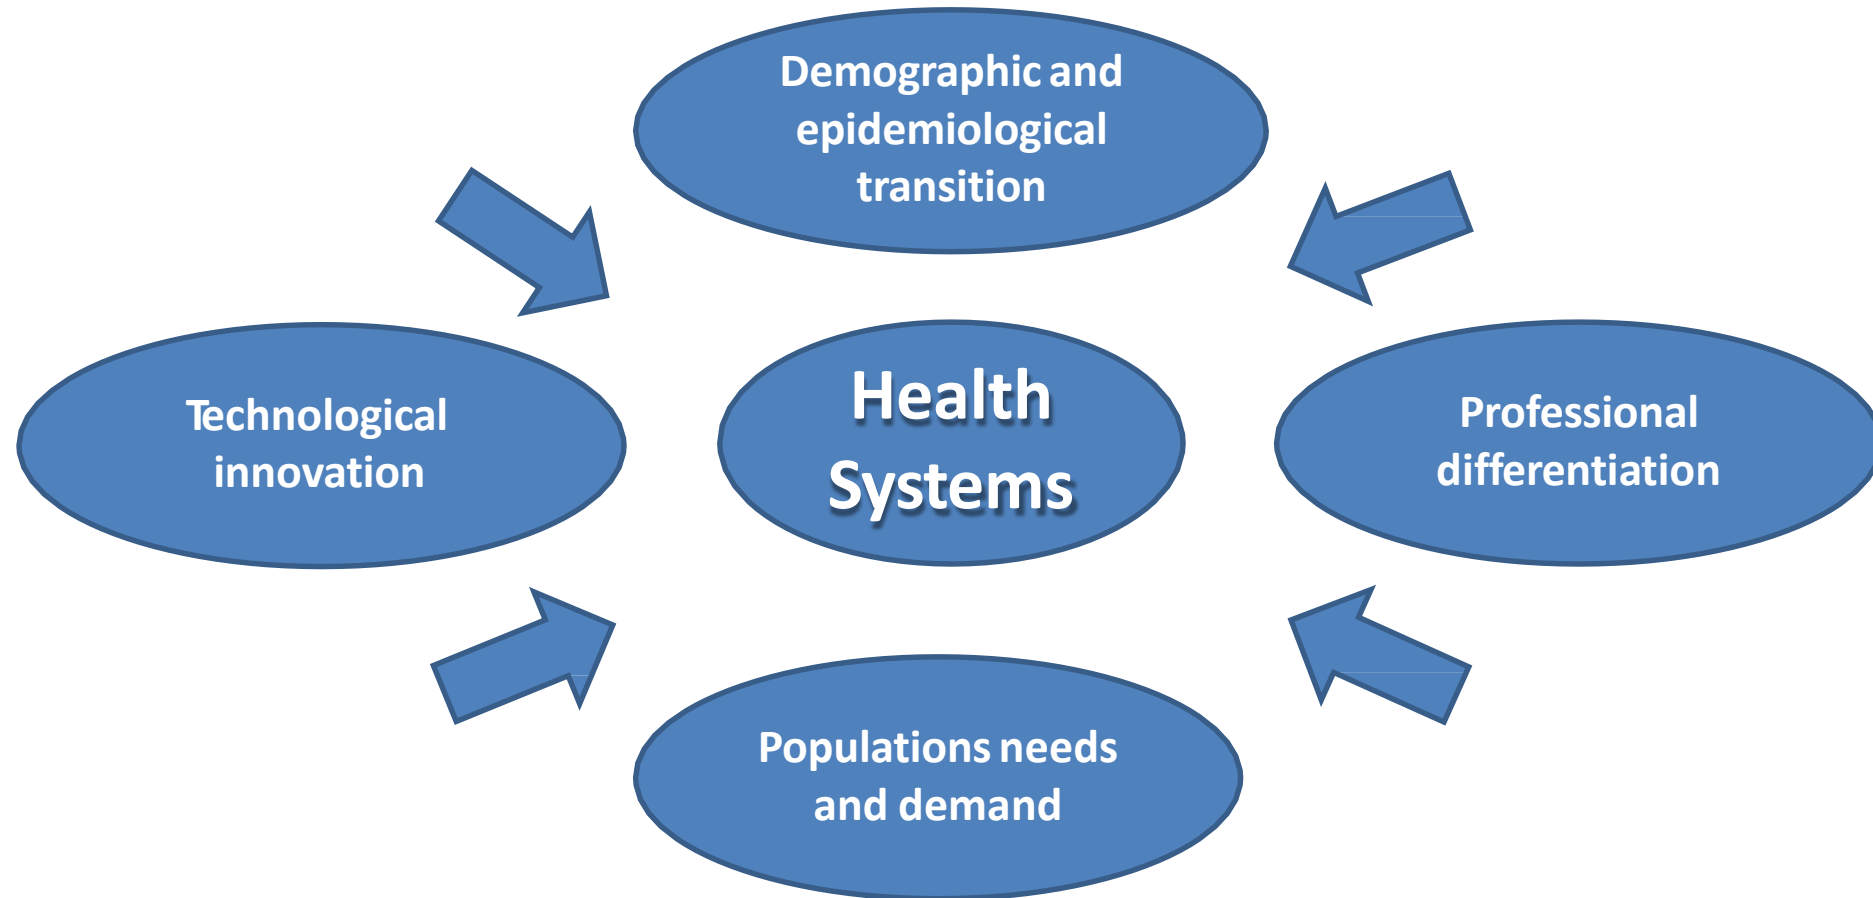 Demographic and
epidemiological
transition
Technological
innovation
Health
Systems
Professional
differentiation
Populations needs
and demand